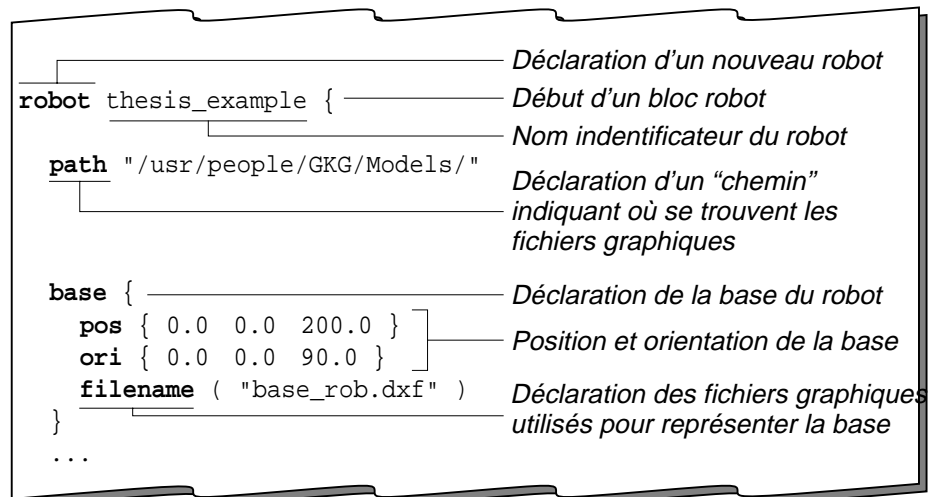 Déclaration d’un nouveau robot
robot thesis_example {
Début d’un bloc robot
Nom indentificateur du robot
path "/usr/people/GKG/Models/"
Déclaration d’un “chemin”
indiquant où se trouvent les
fichiers graphiques
base {
Déclaration de la base du robot
pos { 0.0 0.0 200.0 }
ori { 0.0 0.0 90.0 }
Position et orientation de la base
filename ( "base_rob.dxf" )
Déclaration des fichiers graphiques
utilisés pour représenter la base
}
...